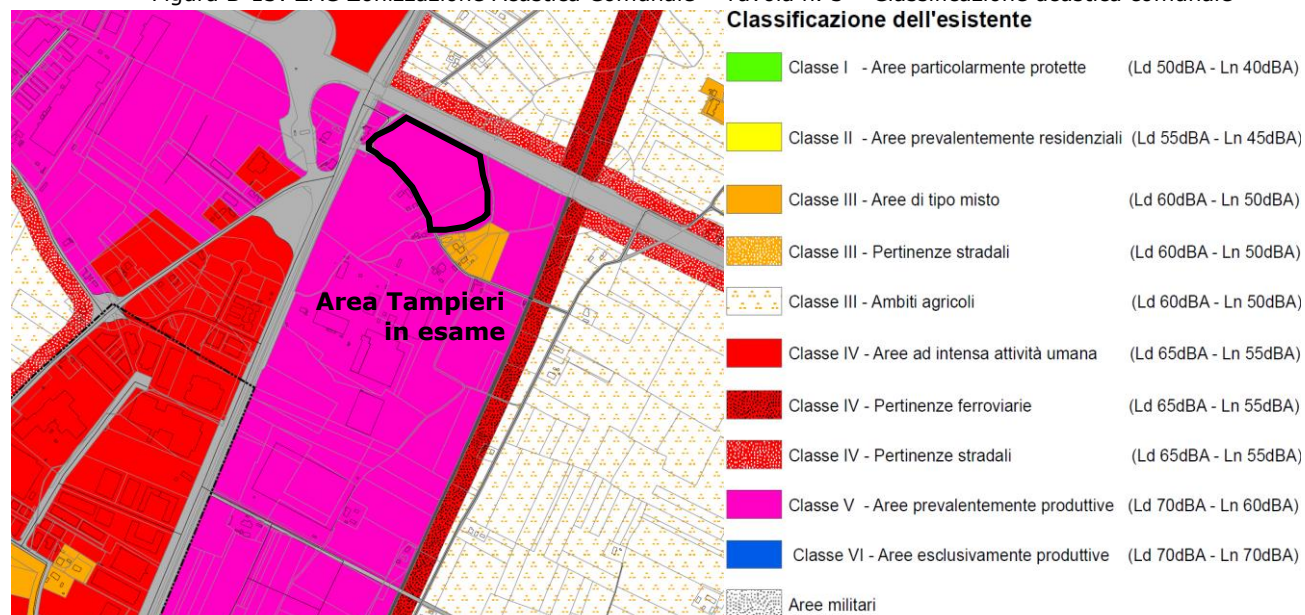 Classificazione dell'esistente
Classe I - Aree particolarmente protette (Ld 50dBA - Ln 40dBA)
Classe II - Aree prevalentemente residenziali (Ld 55dBA - Ln 45dBA)
Classe III - Aree di tipo misto (Ld 60dBA - Ln 50dBA)
Classe III - Pertinenze stradali (Ld 60dBA - Ln 50dBA)
Classe III - Ambiti agricoli (Ld 60dBA - Ln 50dBA)
Classe IV - Aree ad intensa attività umana (Ld 65dBA - Ln 55dBA)
Classe IV - Pertinenze ferroviarie (Ld 65dBA - Ln 55dBA)
Classe IV - Pertinenze stradali (Ld 65dBA - Ln 55dBA)
Classe V - Aree prevalentemente produttive (Ld 70dBA - Ln 60dBA)
Classe VI - Aree esclusivamente produttive (Ld 70dBA - Ln 70dBA)
Aree militari
Area Tampieri
in esame